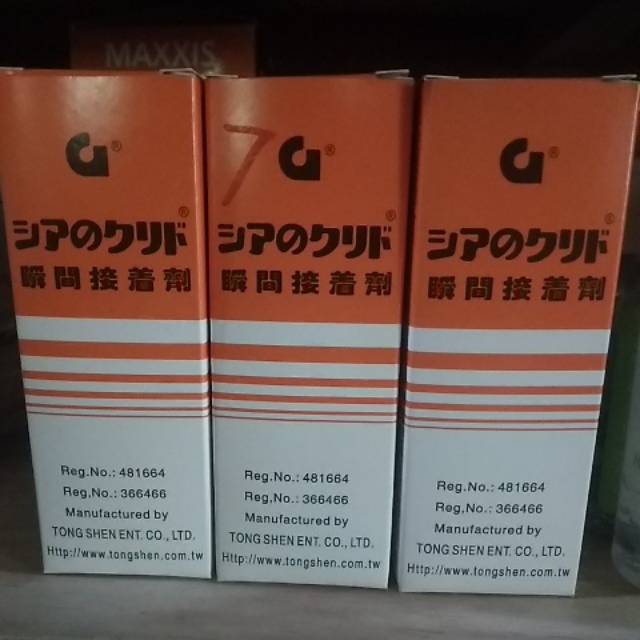 MAXXIS
G®
シアのクリド®
瞬間接着劑
Reg.No.: 481664
Reg,No.: 366466
Manufactured by
TONG SHEN ENT. CO., LTD.
Http://www.tongshen.com.tw
7
G®
シアのクリド®
瞬間接着劑
Reg.No.: 481664
Reg,No.: 366466
Manufactured by
TONG SHEN ENT. CO., LTD.
Http://www.tongshen.com.tw
G®
シアのクリド®
瞬間接着劑
Reg.No.: 481664
Reg,No.: 366466
Manufactured by
TONG SHEN ENT. CO., LTD.
Http://www.tongshen.com.tw